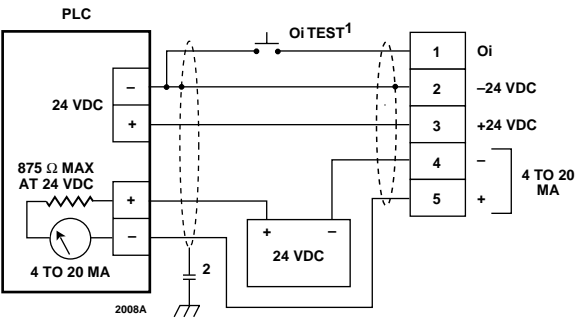 PLC
Oi TEST1
1 Oi
– 2 –24 VDC
24 VDC
+ 3 +24 VDC
875 Ω MAX
AT 24 VDC
4 –
4 TO 20
MA
+ 5 +
–
+ –
24 VDC
4 TO 20 MA
2
2008A